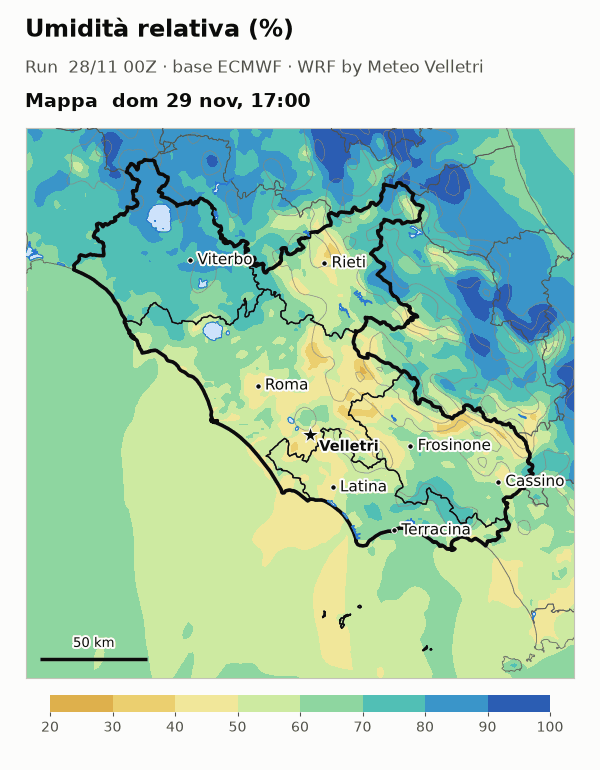 Umidità relativa (%)
Run  28/11 00Z · base ECMWF · WRF by Meteo Velletri
Mappa  dom 29 nov, 17:00
Viterbo
Rieti
Roma
Velletri
Frosinone
Cassino
Latina
Terracina
50 km
20 30 40 50 60 70 80 90 100